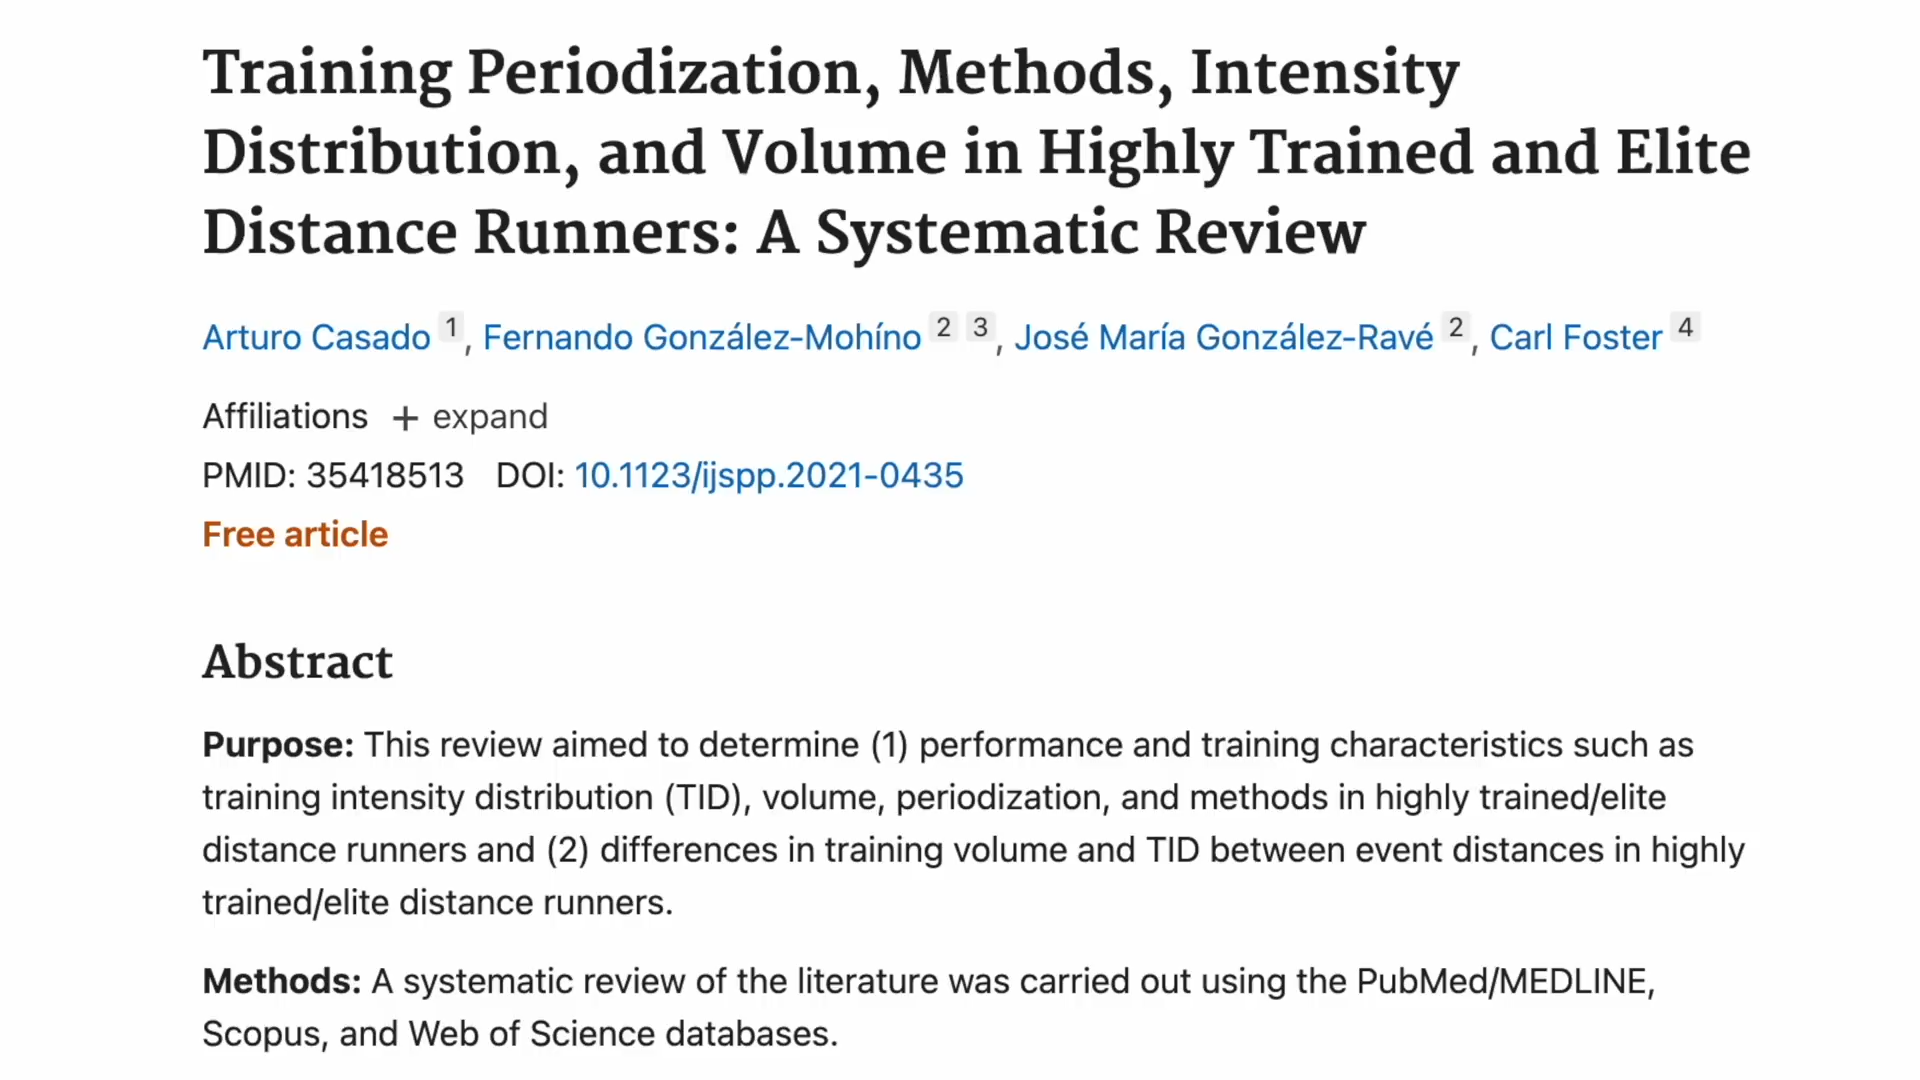 Training Periodization, Methods, Intensity
Distribution, and Volume in Highly Trained and Elite
Distance Runners: A Systematic Review
Arturo Casado 1, Fernando González-Mohíno 2 3, José María González-Ravé 2, Carl Foster 4
Affiliations + expand
PMID: 35418513 DOI: 10.1123/ijspp.2021-0435
Free article
Abstract
Purpose: This review aimed to determine (1) performance and training characteristics such as
training intensity distribution (TID), volume, periodization, and methods in highly trained/elite
distance runners and (2) differences in training volume and TID between event distances in highly
trained/elite distance runners.
Methods: A systematic review of the literature was carried out using the PubMed/MEDLINE,
Scopus, and Web of Science databases.